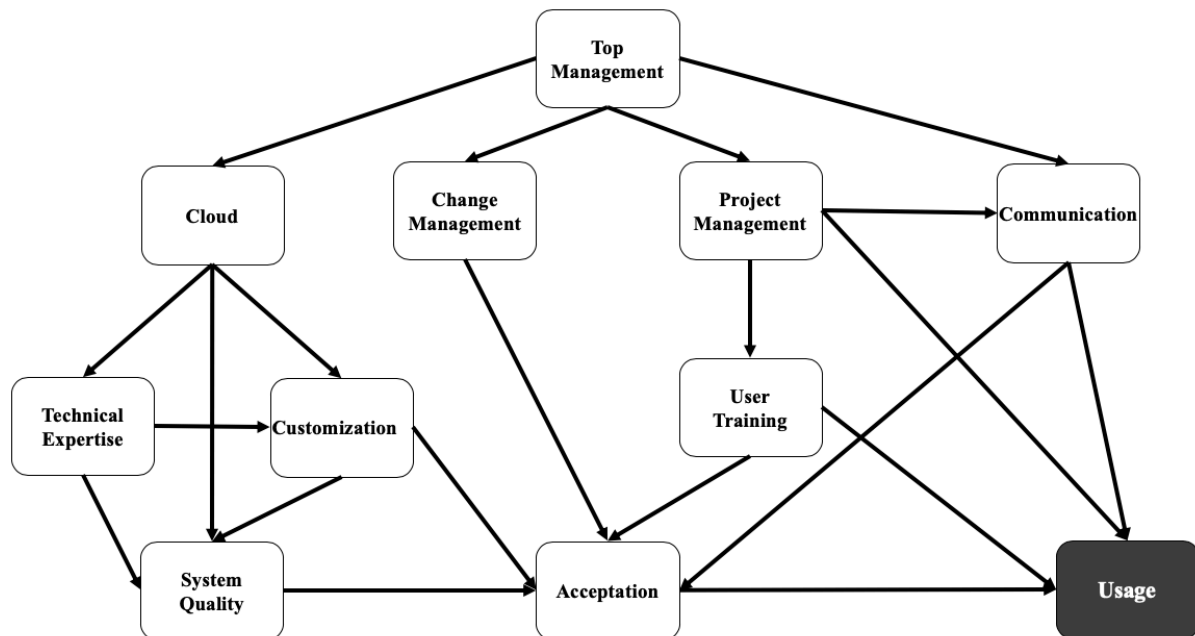 Top
Management
Cloud
Change
Management
Project
Management
Communication
Technical
Expertise
Customization
User
Training
System
Quality
Acceptation
Usage